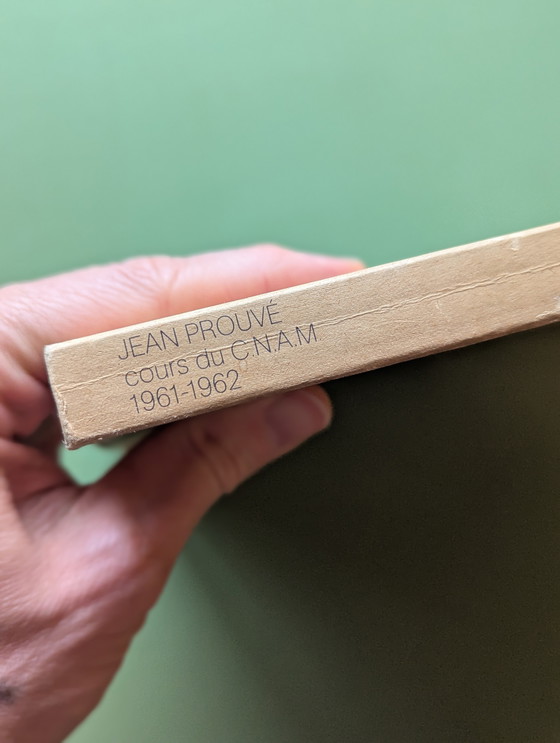 JEAN PROUVÉ
cours du C.N.A.M.
1961-1962